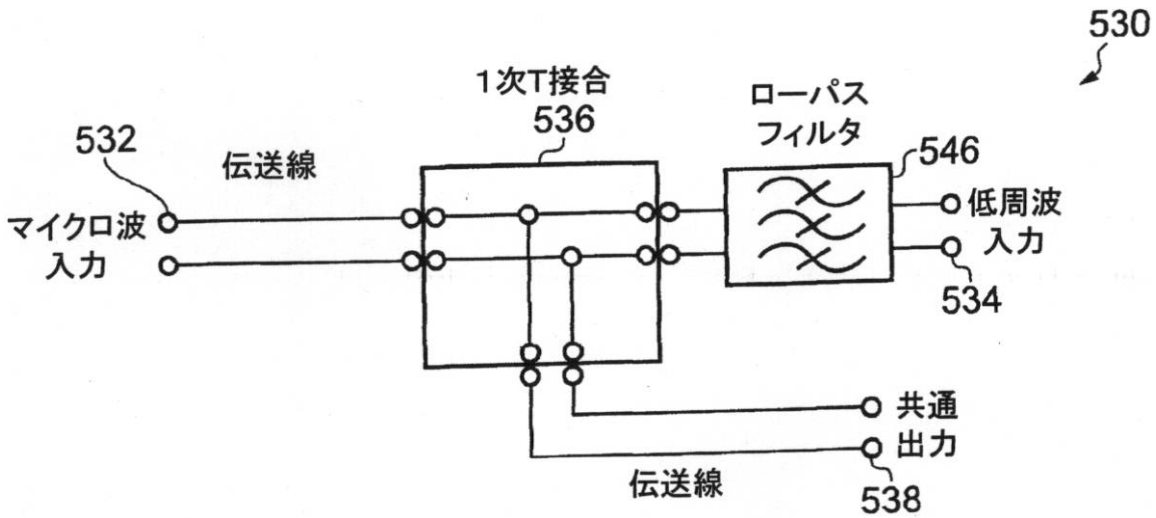 530
1次T接合
536
ローパス
フィルタ
532
伝送線
546
マイクロ波
入力
低周波
入力
534
共通
出力
伝送線
538